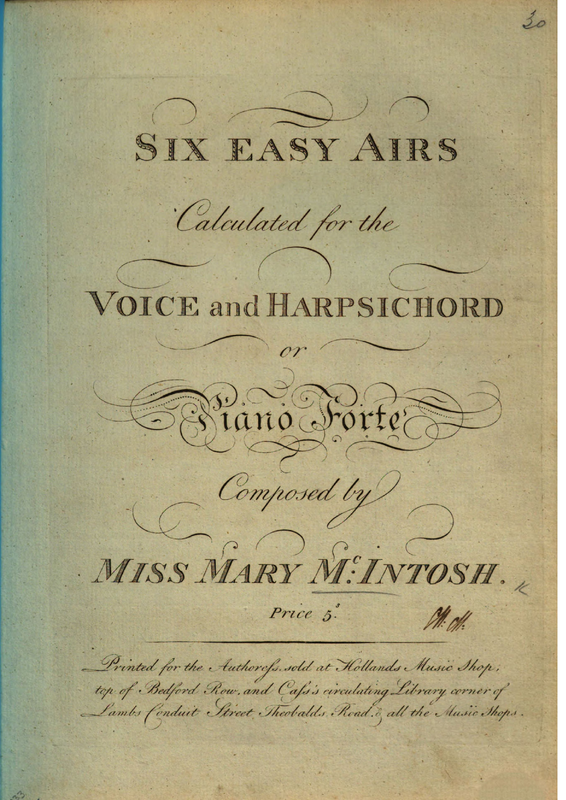 30
SIX EASY AIRS
Calculated for the
VOICE and HARPSICHORD
or
Piano Forte
Composed by
MISS MARY Mc: INTOSH.
Price 5s.
Printed for the Authoreſs, sold at Hollands Music Shop,
top of Bedford Row, and Caſs's circulating Library corner of
Lambs Conduit Street, Theobalds Road, & all the Music Shops.